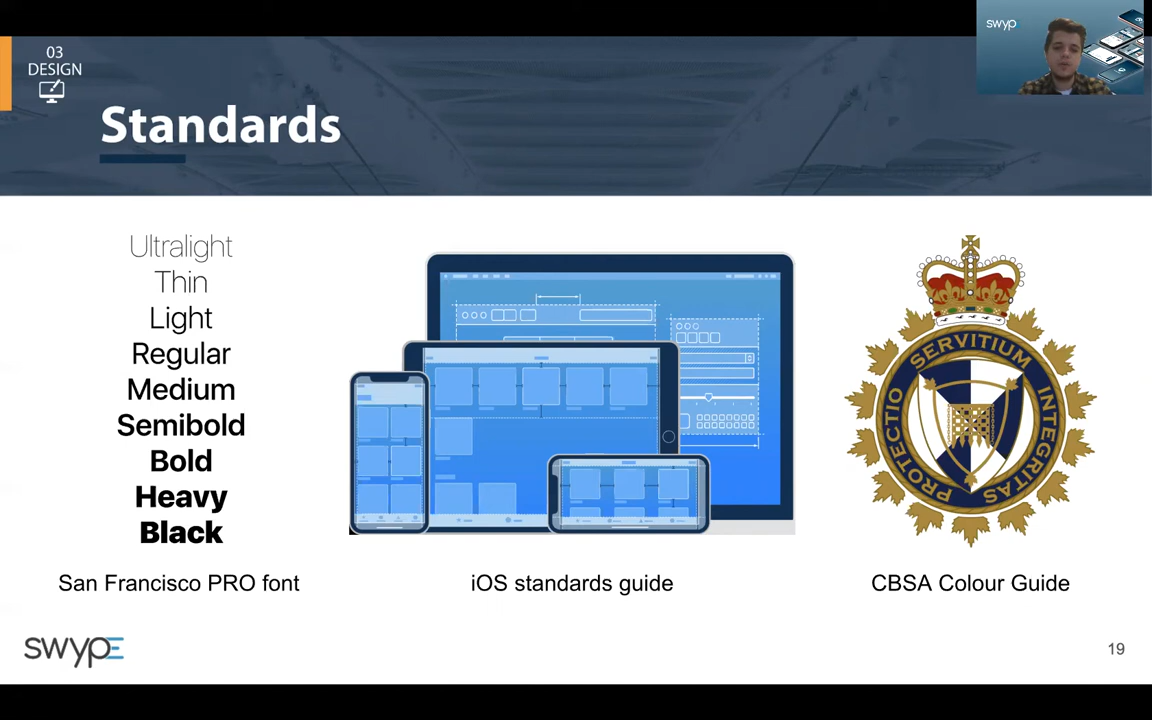 03
DESIGN
Standards
swyp
Ultralight
Thin
Light
Regular
Medium
Semibold
Bold
Heavy
Black
PROTECTIO SERVITIUM INTEGRITAS
San Francisco PRO font
iOS standards guide
CBSA Colour Guide
swypE
19